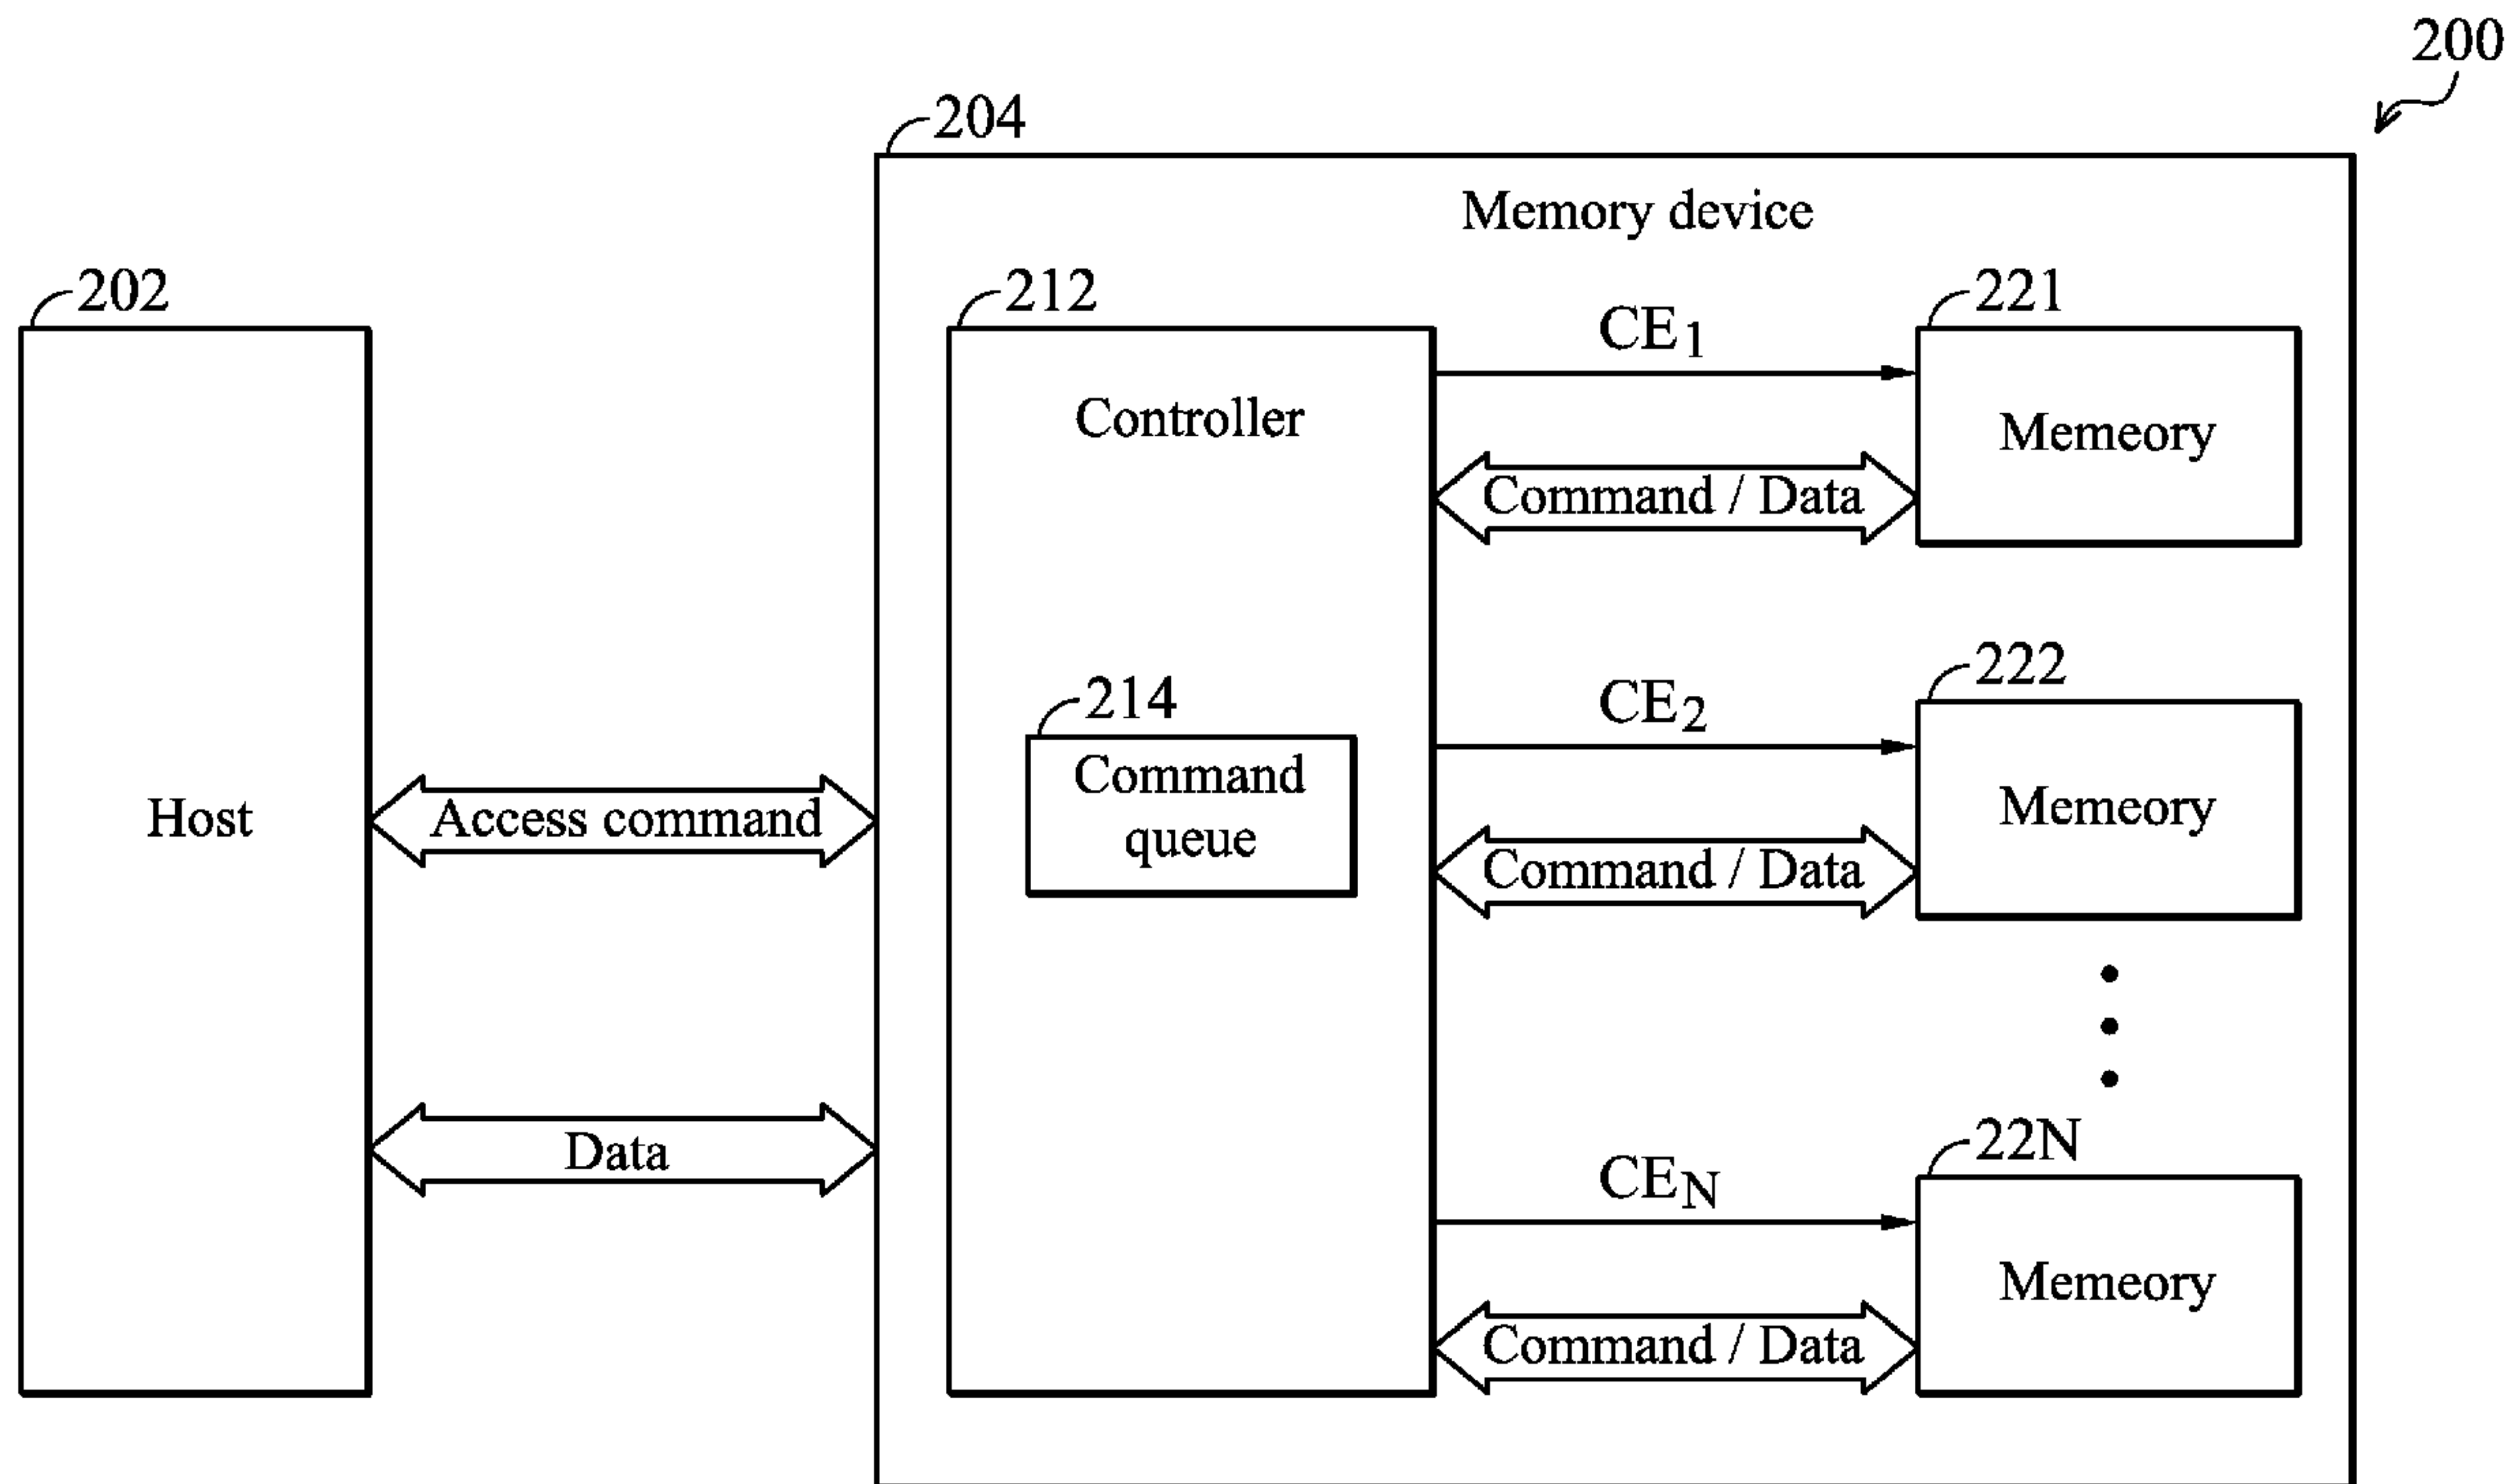 200
204
Memory device
202
212
221
CE1
Controller
Memeory
Command / Data
222
214
CE2
Command
queue
Host
Access command
Memeory
Command / Data
22N
Data
CEN
Memeory
Command / Data